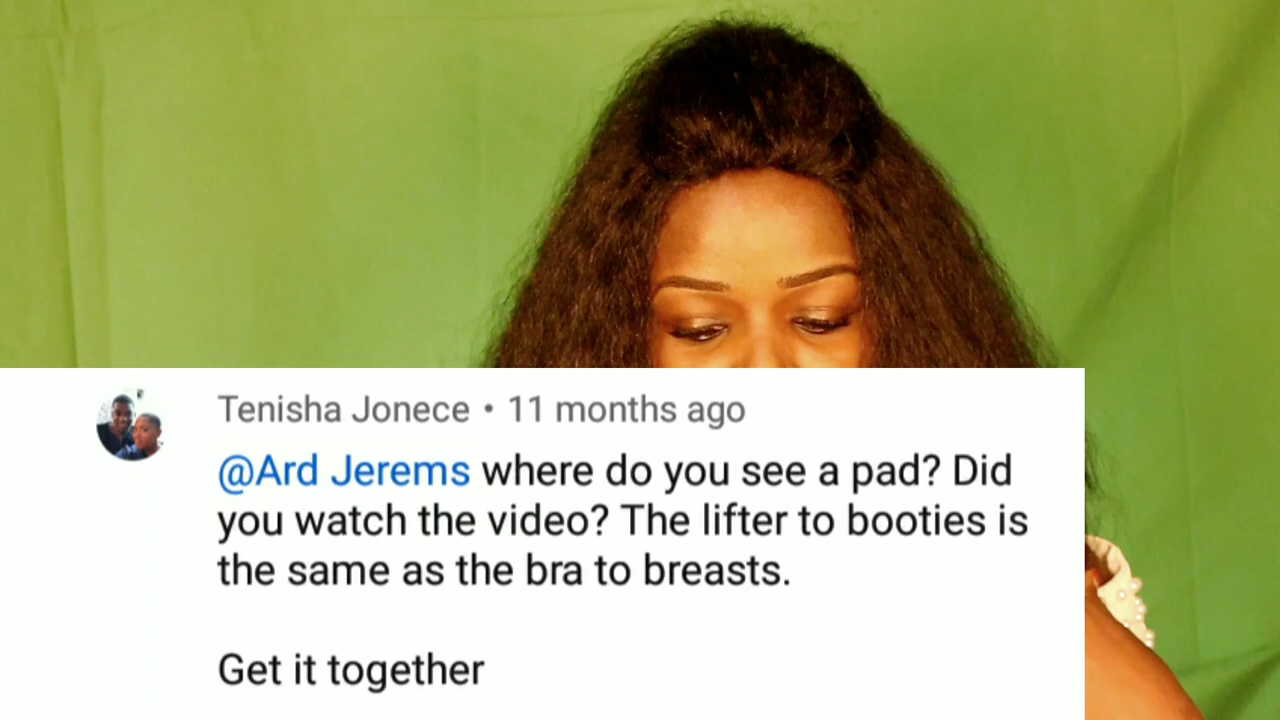 Tenisha Jonece • 11 months ago
@Ard Jerems where do you see a pad? Did
you watch the video? The lifter to booties is
the same as the bra to breasts.
Get it together